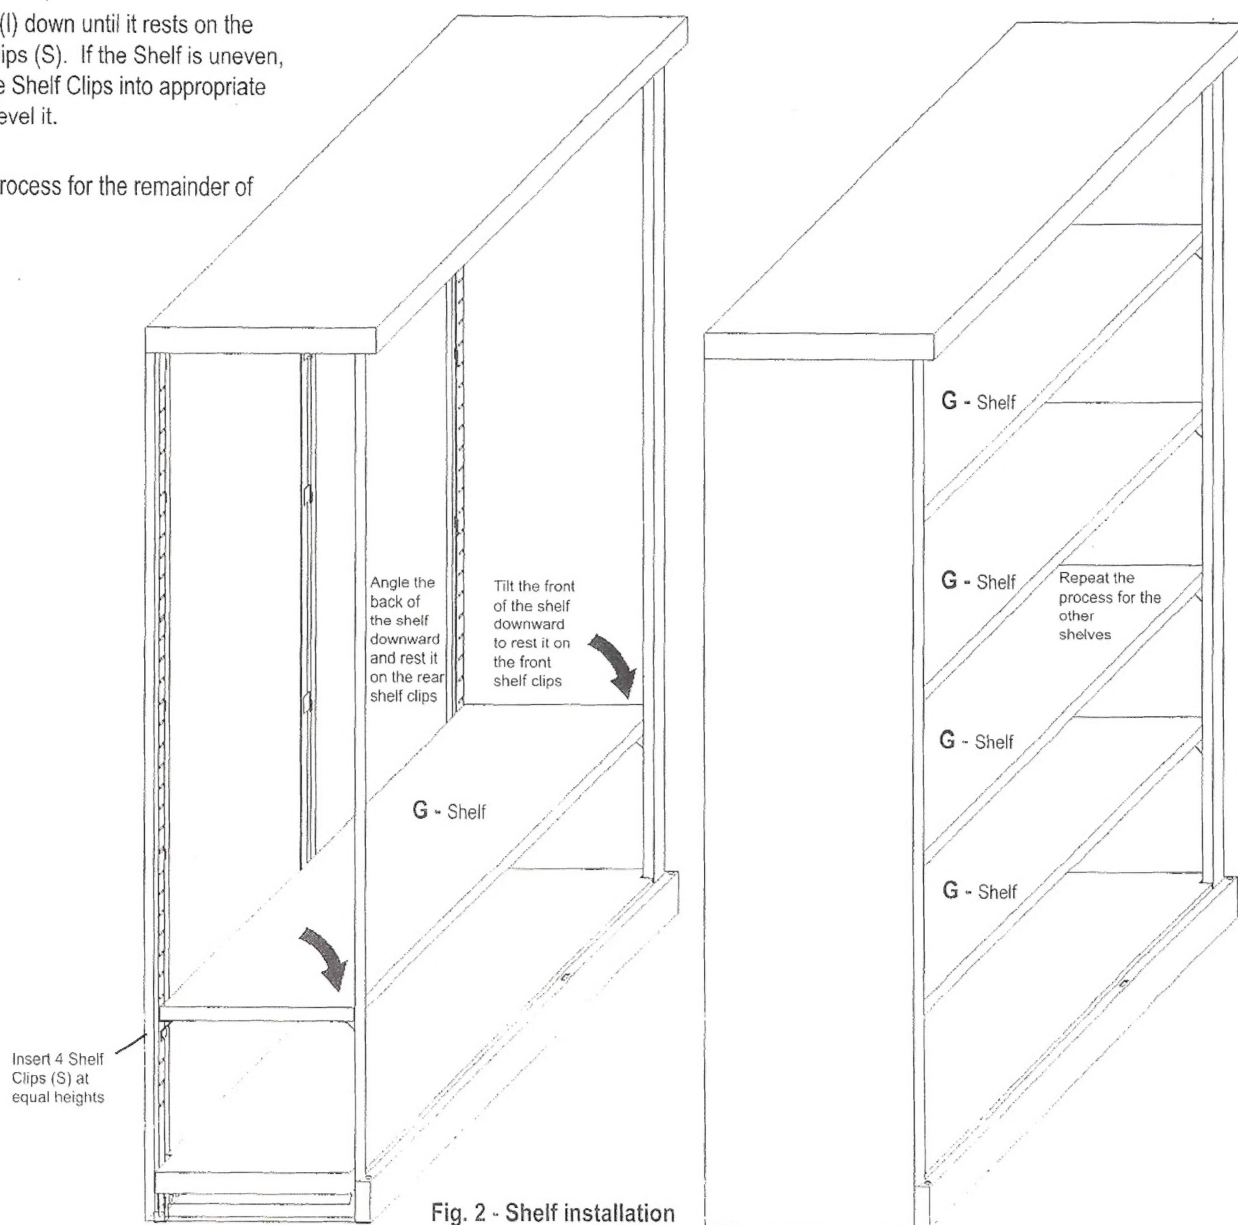 (I) down until it rests on the
ips (S). If the Shelf is uneven,
e Shelf Clips into appropriate
evel it.
rocess for the remainder of
G - Shelf
Angle the
back of
the shelf
downward
and rest it
on the rear
shelf clips
Tilt the front
of the shelf
downward
to rest it on
the front
shelf clips
G - Shelf
Repeat the
process for the
other
shelves
G - Shelf
G - Shelf
G - Shelf
Insert 4 Shelf
Clips (S) at
equal heights
Fig. 2 - Shelf installation